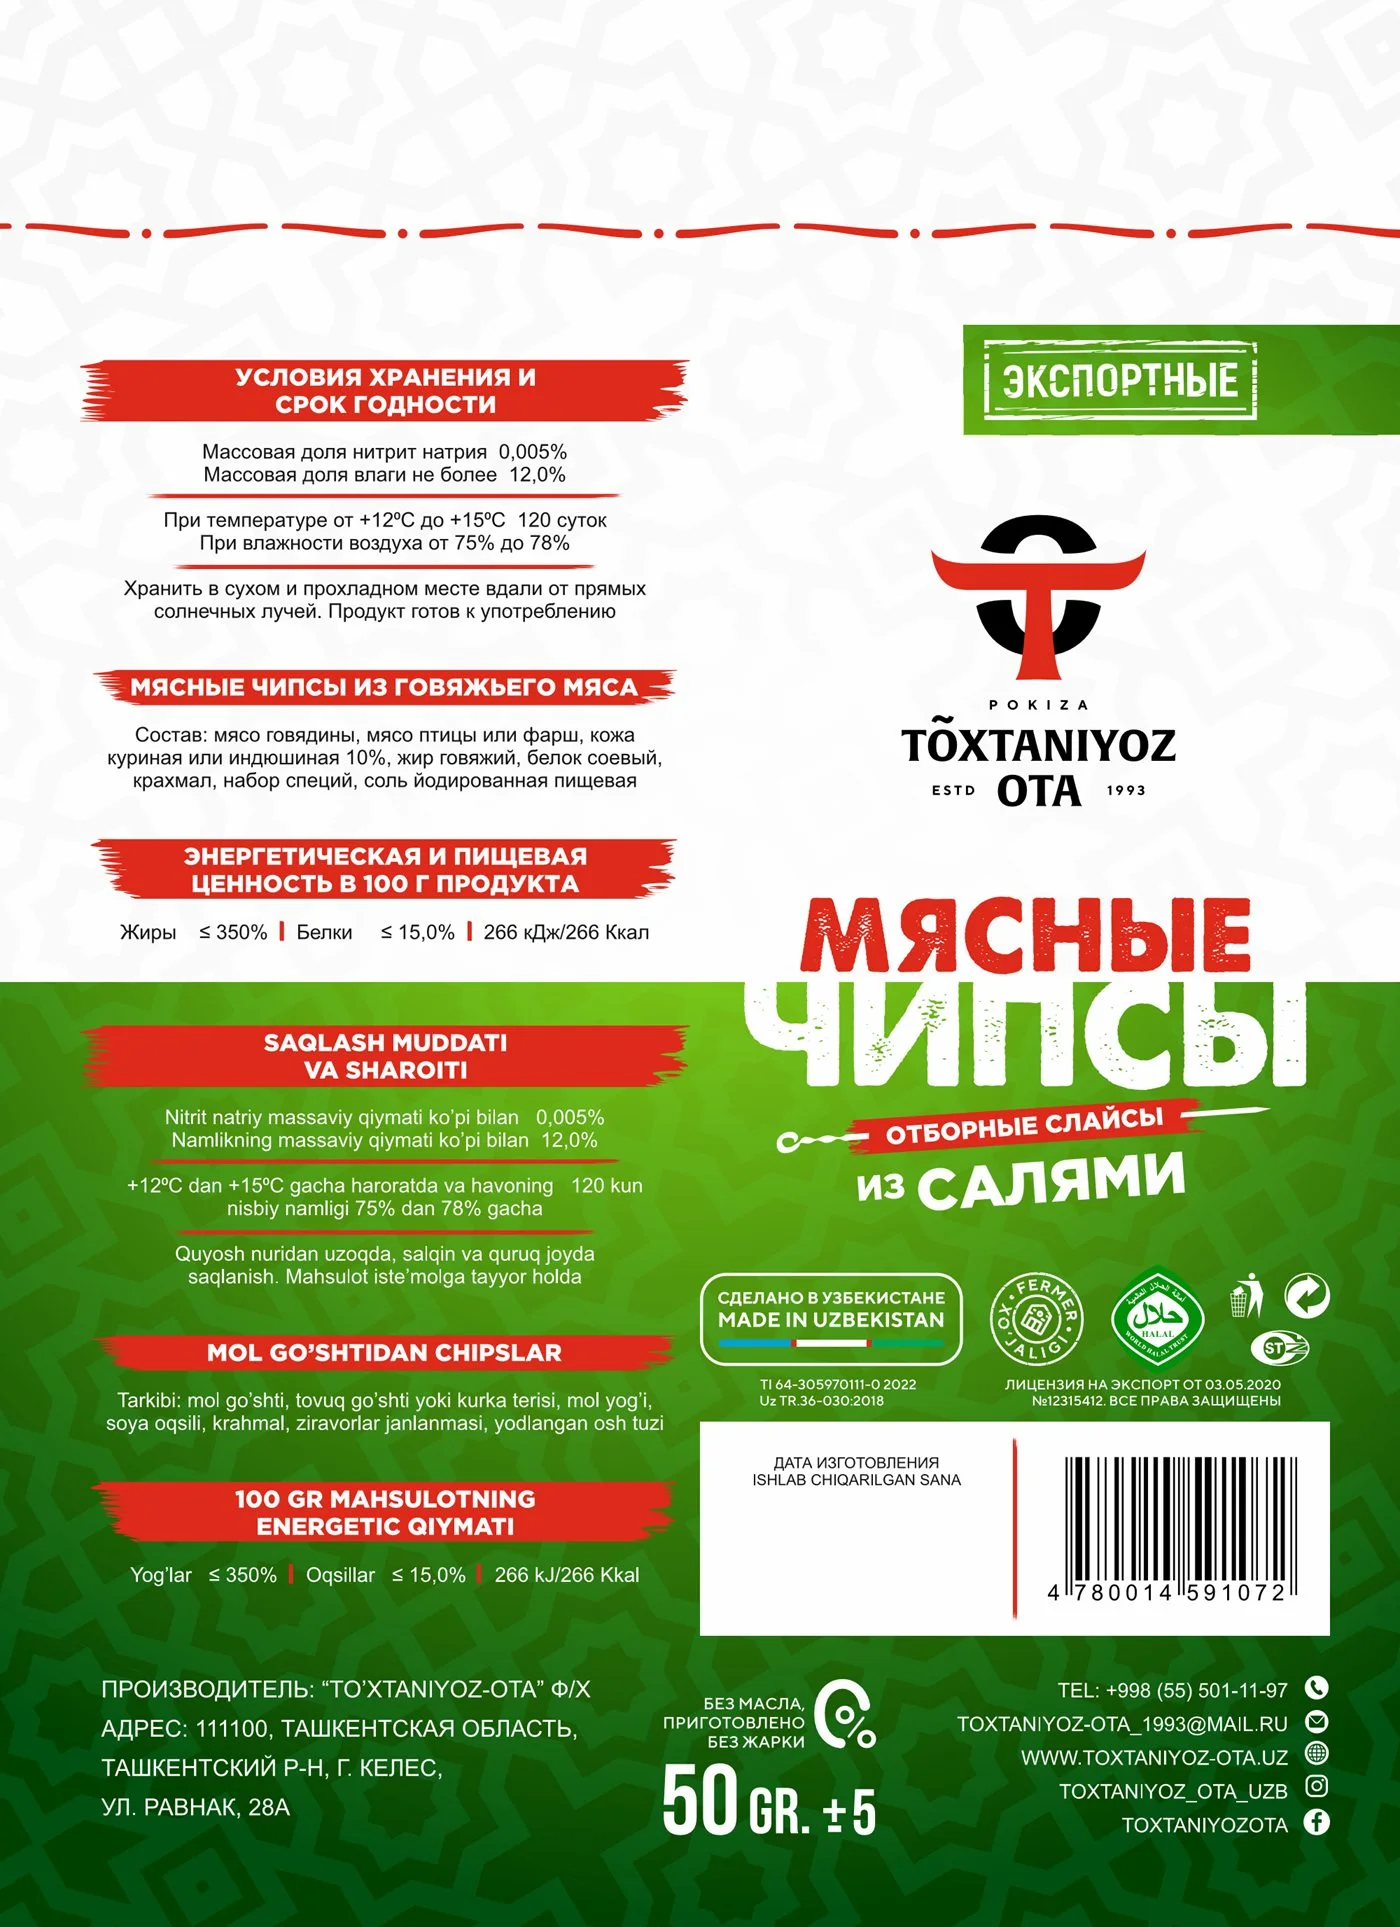 УСЛОВИЯ ХРАНЕНИЯ И
СРОК ГОДНОСТИ
Массовая доля нитрит натрия 0,005%
Массовая доля влаги не более 12,0%
При температуре от +12ºС до +15ºС 120 суток
При влажности воздуха от 75% до 78%
Хранить в сухом и прохладном месте вдали от прямых
солнечных лучей. Продукт готов к употреблению
МЯСНЫЕ ЧИПСЫ ИЗ ГОВЯЖЬЕГО МЯСА
Состав: мясо говядины, мясо птицы или фарш, кожа
куриная или индюшиная 10%, жир говяжий, белок соевый,
крахмал, набор специй, соль йодированная пищевая
ЭНЕРГЕТИЧЕСКАЯ И ПИЩЕВАЯ
ЦЕННОСТЬ В 100 Г ПРОДУКТА
Жиры ≤ 350% | Белки ≤ 15,0% | 266 кДж/266 Ккал
SAQLASH MUDDATI
VA SHAROITI
Nitrit natriy massaviy qiymati ko’pi bilan 0,005%
Namlikning massaviy qiymati ko’pi bilan 12,0%
+12ºC dan +15ºC gacha haroratda va havoning 120 kun
nisbiy namligi 75% dan 78% gacha
Quyosh nuridan uzoqda, salqin va quruq joyda
saqlanish. Mahsulot iste’molga tayyor holda
MOL GO’SHTIDAN CHIPSLAR
Tarkibi: mol go’shti, tovuq go’shti yoki kurka terisi, mol yog’i,
soya oqsili, krahmal, ziravorlar janlanmasi, yodlangan osh tuzi
100 GR MAHSULOTNING
ENERGETIC QIYMATI
Yog’lar ≤ 350% | Oqsillar ≤ 15,0% | 266 kJ/266 Kkal
ПРОИЗВОДИТЕЛЬ: “TO’XTANIYOZ-OTA” Ф/Х
АДРЕС: 111100, ТАШКЕНТСКАЯ ОБЛАСТЬ,
ТАШКЕНТСКИЙ Р-Н, Г. КЕЛЕС,
УЛ. РАВНАК, 28А
ЭКСПОРТНЫЕ
POKIZA
TÕXTANIYOZ
ESTD OTA 1993
МЯСНЫЕ
ЧИПСЫ
ОТБОРНЫЕ СЛАЙСЫ
ИЗ САЛЯМИ
СДЕЛАНО В УЗБЕКИСТАНЕ
MADE IN UZBEKISTAN
FERMER XO'JALIGI
حلال
HALAL
WORLD HALAL TRUST
ST
TI 64-305970111-0 2022
Uz TR.36-030:2018
ЛИЦЕНЗИЯ НА ЭКСПОРТ ОТ 03.05.2020
№12315412. ВСЕ ПРАВА ЗАЩИЩЕНЫ
ДАТА ИЗГОТОВЛЕНИЯ
ISHLAB CHIQARILGAN SANA
4 780014 591072
БЕЗ МАСЛА,
ПРИГОТОВЛЕНО
БЕЗ ЖАРКИ
50 GR. ±5
TEL: +998 (55) 501-11-97
TOXTANIYOZ-OTA_1993@MAIL.RU
WWW.TOXTANIYOZ-OTA.UZ
TOXTANIYOZ_OTA_UZB
TOXTANIYOZOTA